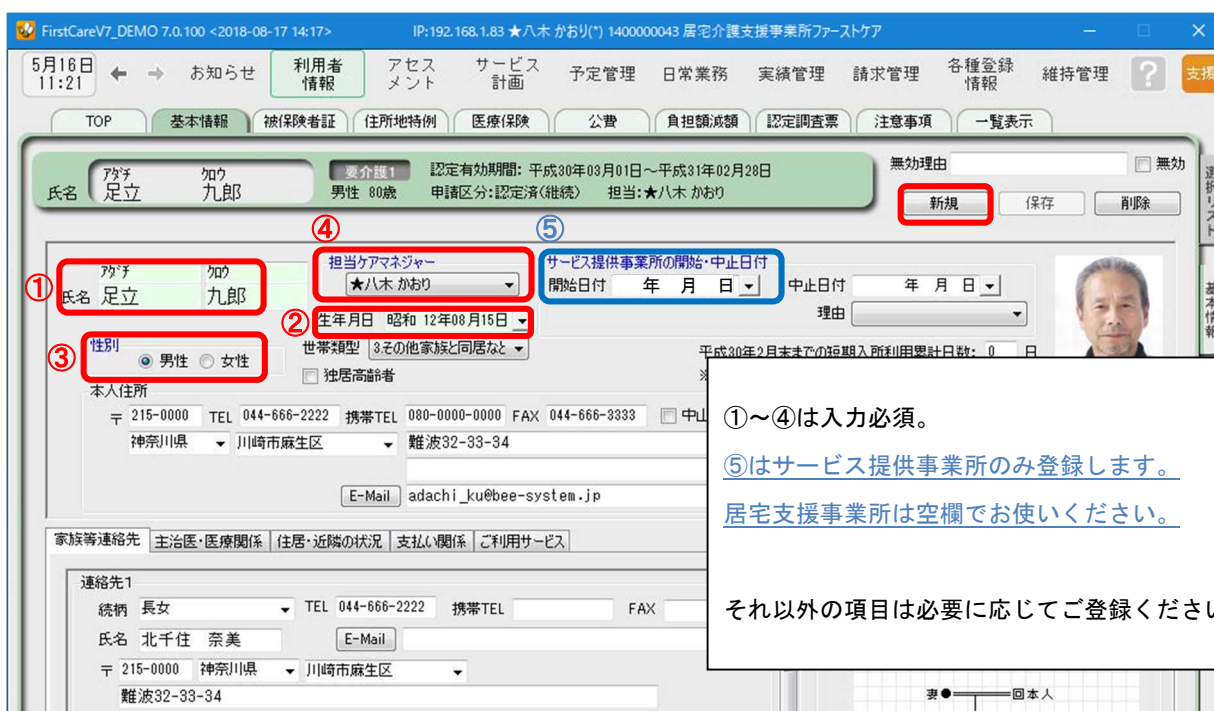 FirstCareV7_DEMO 7.0.100 <2018-08-17 14:17> IP:192.168.1.83 ★八木 かおり(*) 1400000043 居宅介護支援事業所ファーストケア
5月16日 11:21 お知らせ 利用者情報 アセスメント サービス計画 予定管理 日常業務 実績管理 請求管理 各種登録情報 維持管理 ? 支援
TOP 基本情報 被保険者証 住所地特例 医療保険 公費 負担額減額 認定調査票 注意事項 一覧表示
アダチ クロウ 要介護1 認定有効期間: 平成30年03月01日～平成31年02月28日 無効理由 無効
氏名 足立 九郎 男性 80歳 申請区分:認定済(継続) 担当:★八木 かおり
新規 保存 削除
選択リスト
④ ⑤
担当ケアマネジャー サービス提供事業所の開始・中止日付
アダチ クロウ
① 氏名 足立 九郎 ★八木 かおり 開始日付 年 月 日 中止日付 年 月 日
基本情報
② 生年月日 昭和 12年08月15日 理由
③ 性別 男性 女性 世帯類型 3.その他家族と同居など 平成30年2月末までの短期入所利用累計日数: 0 日
独居高齢者 ※
本人住所
〒 215-0000 TEL 044-666-2222 携帯TEL 080-0000-0000 FAX 044-666-3333 中山
神奈川県 川崎市麻生区 難波32-33-34
E-Mail adachi_ku@bee-system.jp
①～④は入力必須。
⑤はサービス提供事業所のみ登録します。
居宅支援事業所は空欄でお使いください。
それ以外の項目は必要に応じてご登録ください
家族等連絡先 主治医・医療関係 住居・近隣の状況 支払い関係 ご利用サービス
連絡先1
続柄 長女 TEL 044-666-2222 携帯TEL FAX
氏名 北千住 奈美 E-Mail
〒 215-0000 神奈川県 川崎市麻生区
難波32-33-34
妻 本人